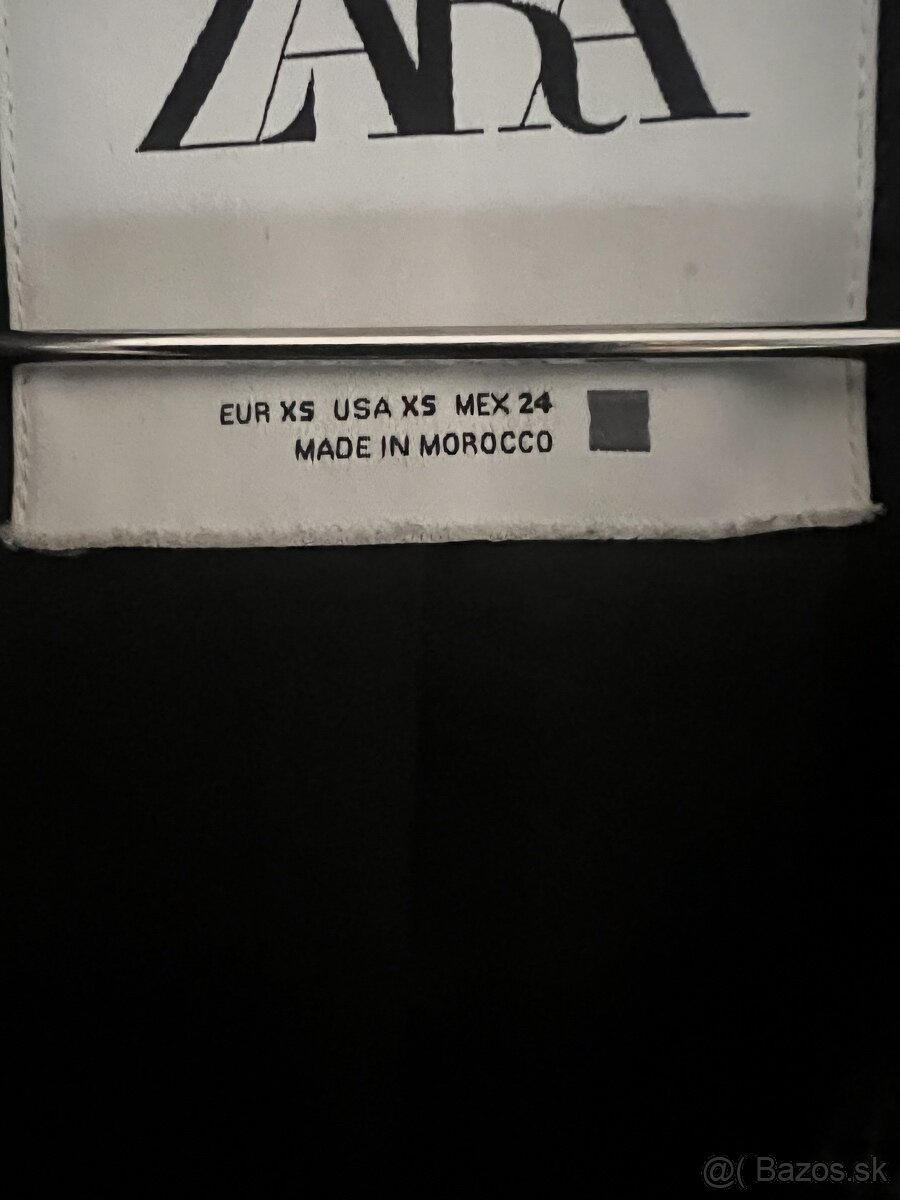 ZARA
EUR XS USA XS MEX 24
MADE IN MOROCCO
@( Bazos.sk